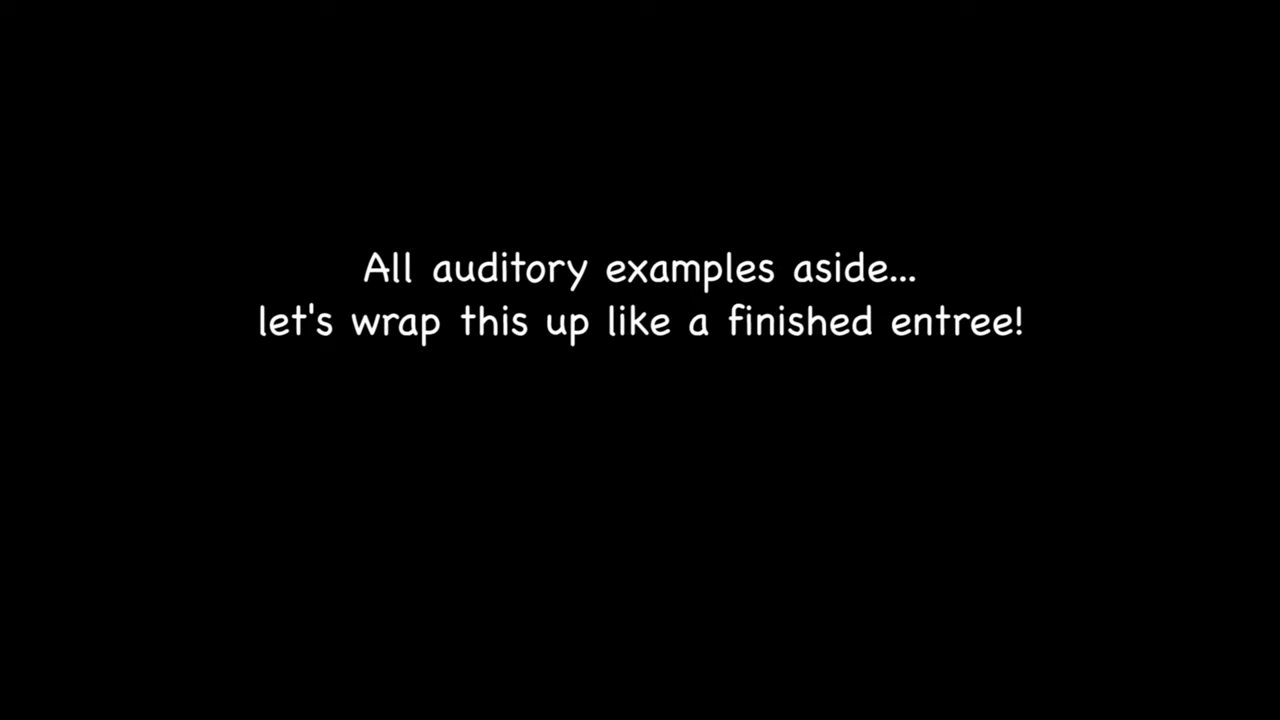 All auditory examples aside...
let's wrap this up like a finished entree!